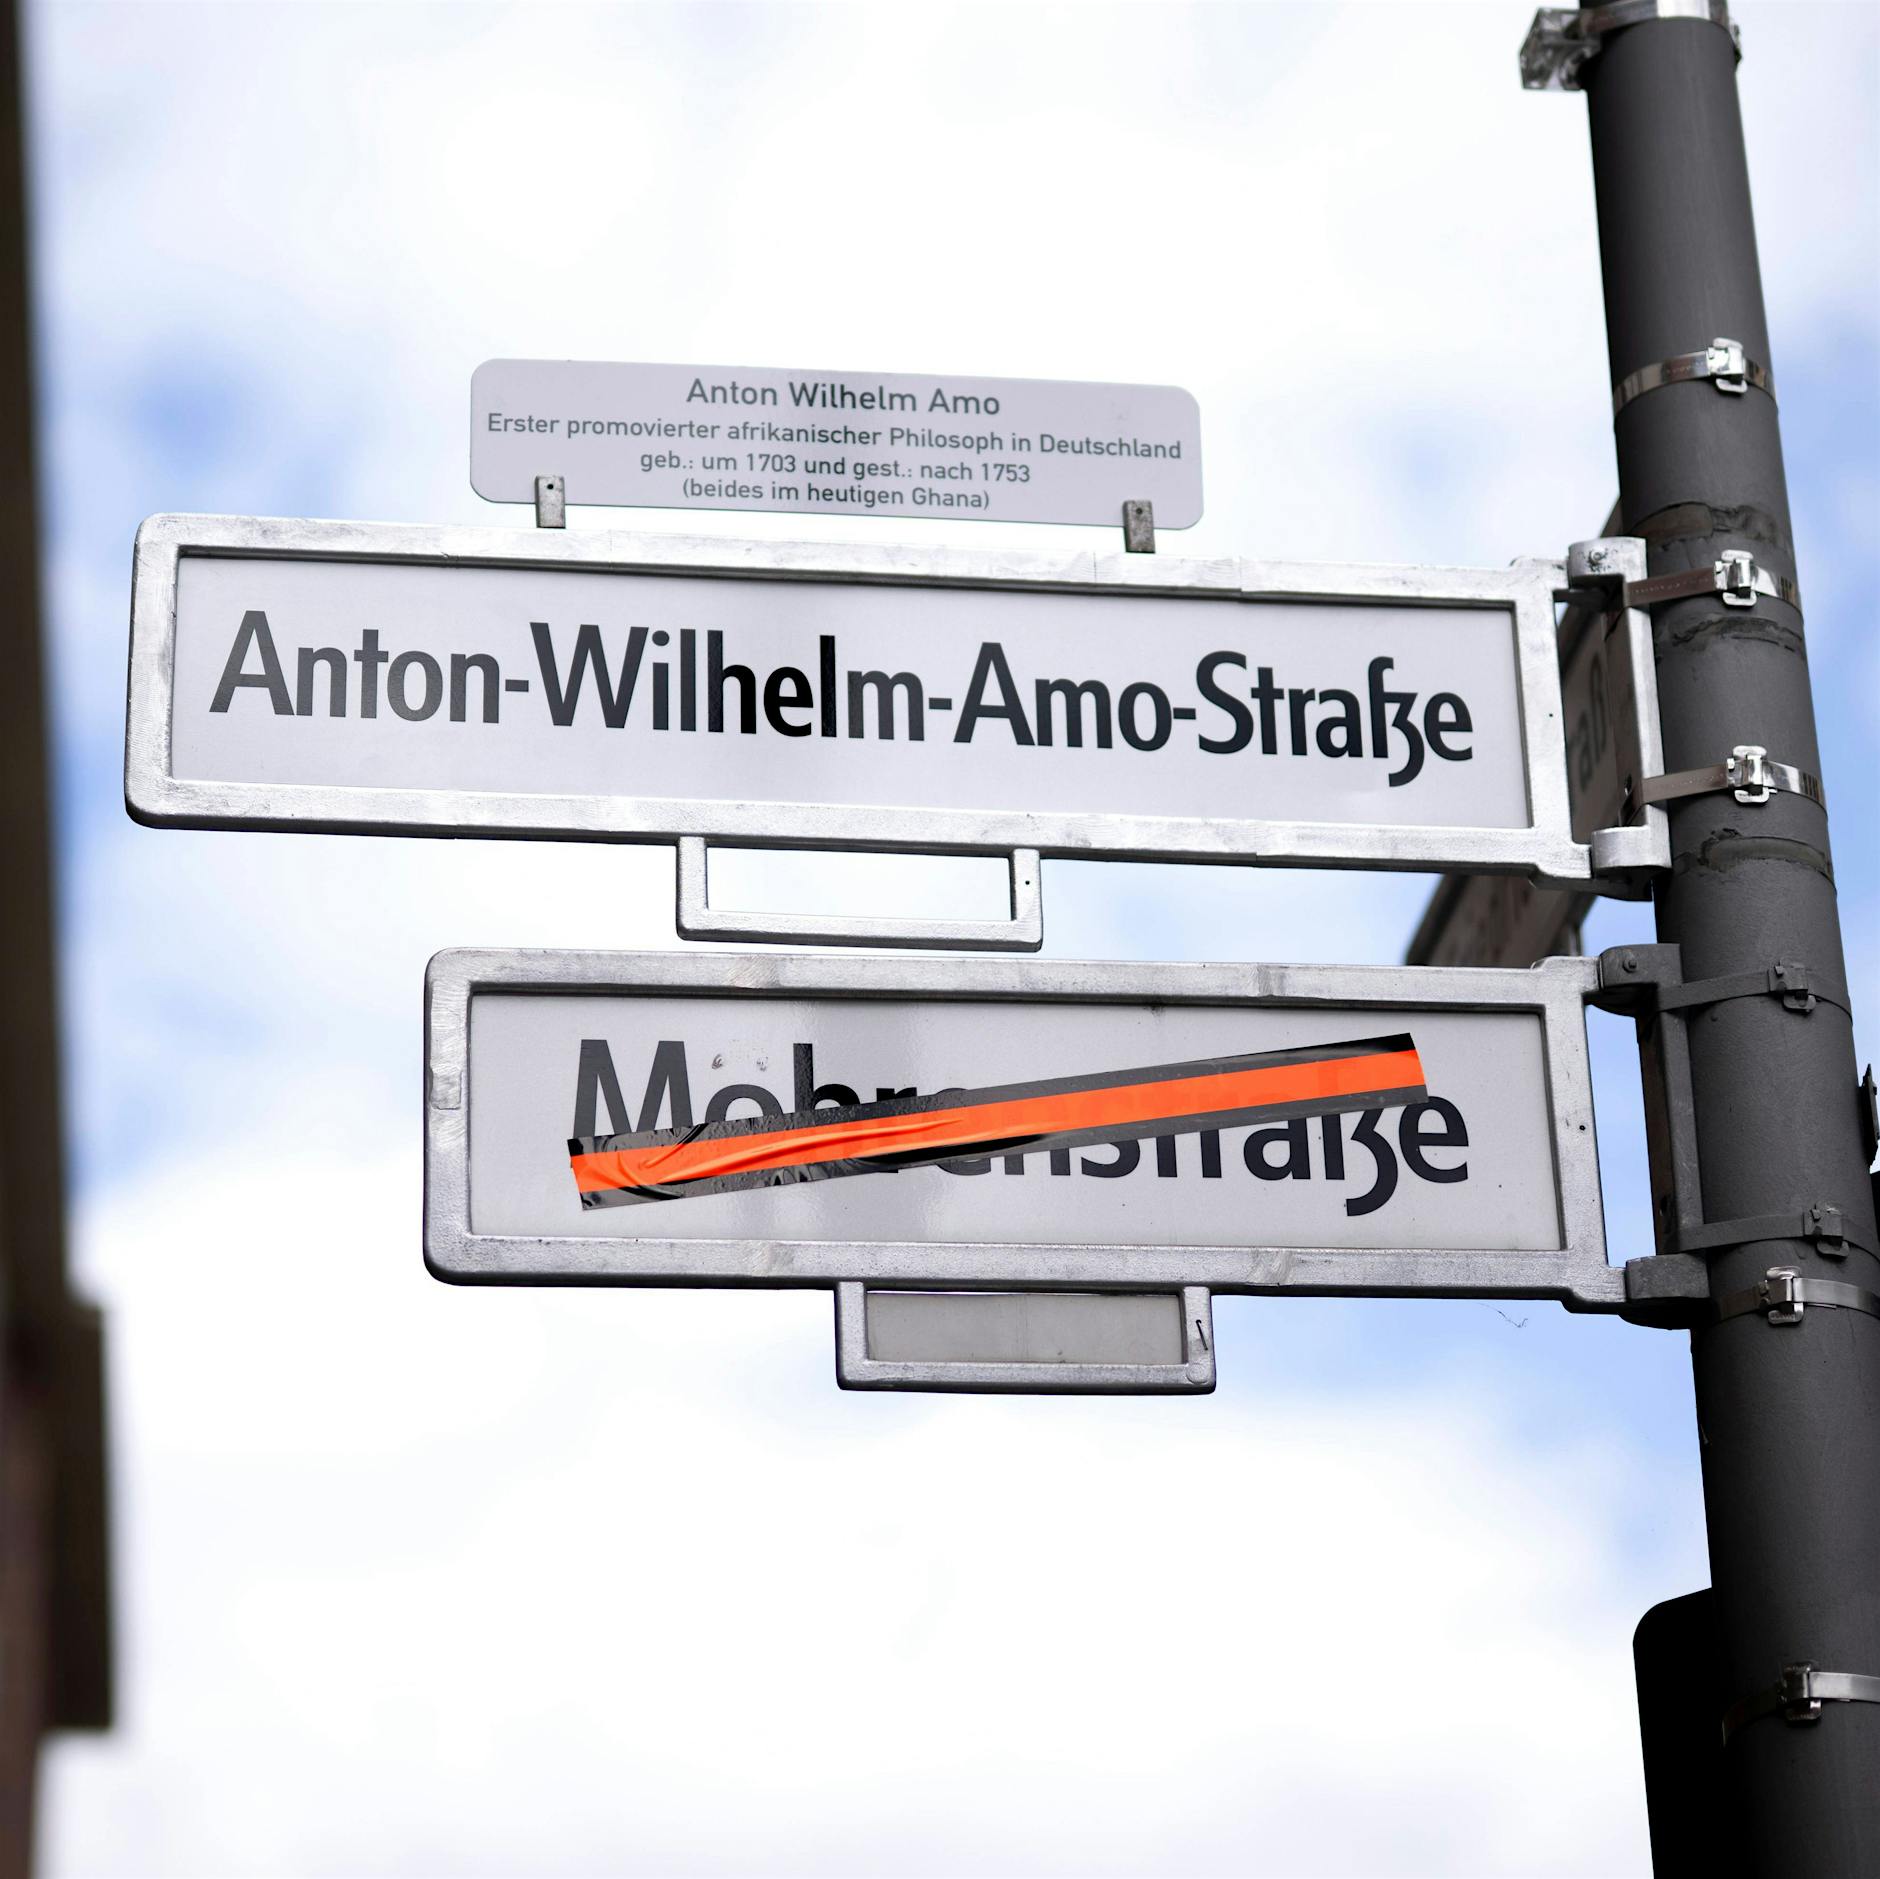 Anton Wilhelm Amo
Erster promovierter afrikanischer Philosoph in Deutschland
geb.: um 1703 und gest.: nach 1753
(beides im heutigen Ghana)
Anton-Wilhelm-Amo-Straße
Mohrenstraße